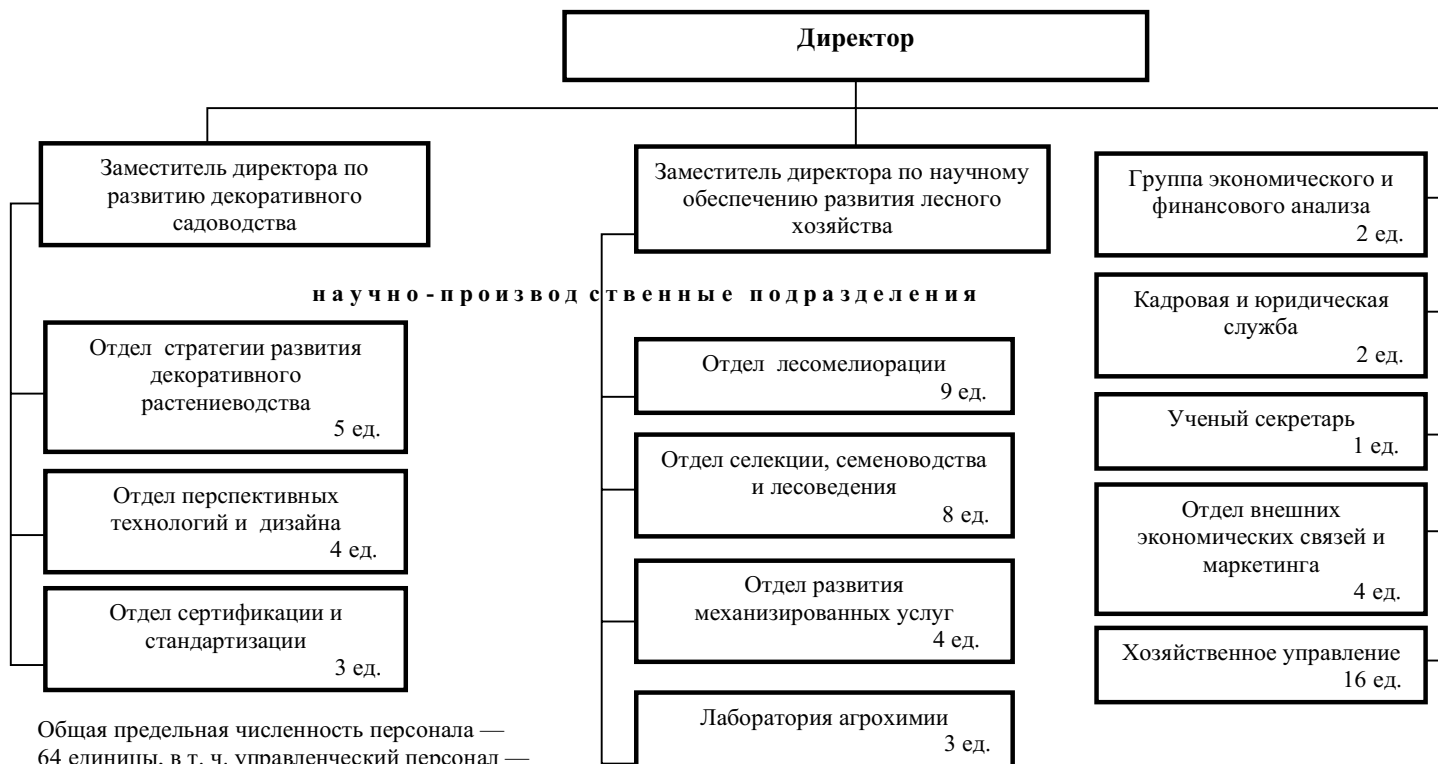 Директор
Заместитель директора по
развитию декоративного
садоводства
Заместитель директора по научному
обеспечению развития лесного
хозяйства
Группа экономического и
финансового анализа
2 ед.
научно-производственные подразделения
Кадровая и юридическая
служба
2 ед.
Отдел стратегии развития
декоративного
растениеводства
5 ед.
Отдел лесомелиорации
9 ед.
Ученый секретарь
1 ед.
Отдел перспективных
технологий и дизайна
4 ед.
Отдел селекции, семеноводства
и лесоведения
8 ед.
Отдел внешних
экономических связей и
маркетинга
4 ед.
Отдел сертификации и
стандартизации
3 ед.
Отдел развития
механизированных услуг
4 ед.
Хозяйственное управление
16 ед.
Лаборатория агрохимии
3 ед.
Общая предельная численность персонала —
64 единицы, в т. ч. управленческий персонал —